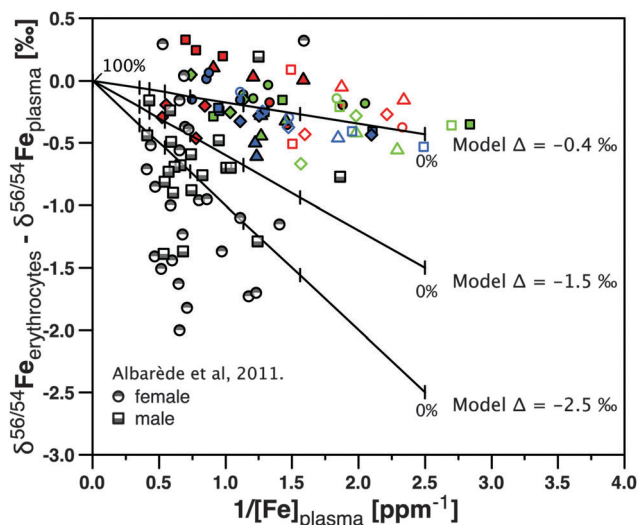 0.5
0.0
-0.5
-1.0
-1.5
-2.0
-2.5
-3.0
δ56/54Feerythrocytes - δ56/54Feplasma [‰]
100%
0%
Model Δ = -0.4 ‰
0%
Model Δ = -1.5 ‰
0%
Model Δ = -2.5 ‰
Albarède et al, 2011.
female
male
0.0 0.5 1.0 1.5 2.0 2.5 3.0 3.5 4.0
1/[Fe]plasma [ppm-1]